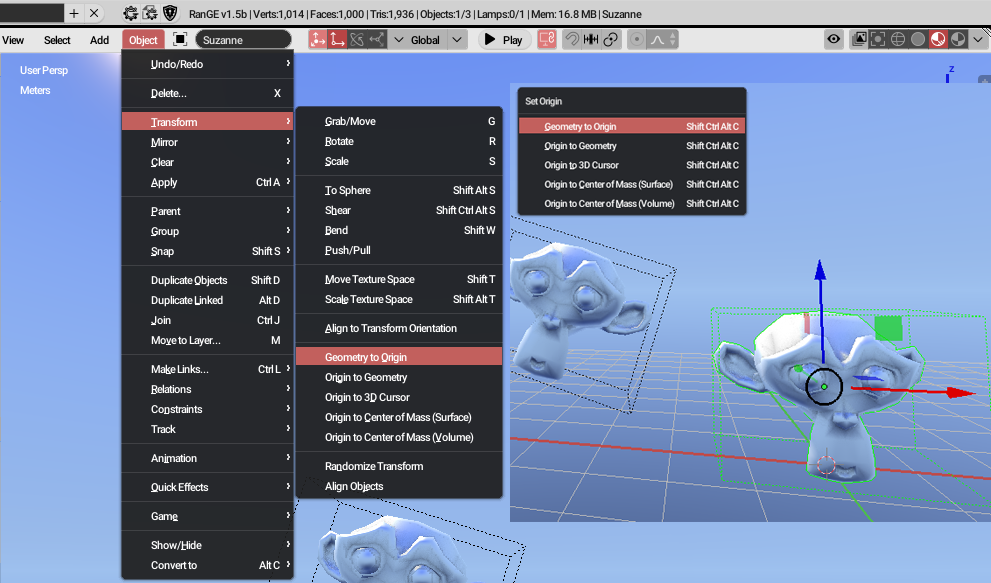 RanGE v1.5b | Verts:1,014 | Faces:1,000 | Tris:1,936 | Objects:1/3 | Lamps:0/1 | Mem: 16.8 MB | Suzanne
View Select Add Object Suzanne Global Play
User Persp
Meters
Undo/Redo
Delete... X
Transform
Mirror
Clear
Apply Ctrl A
Parent
Group
Snap Shift S
Duplicate Objects Shift D
Duplicate Linked Alt D
Join Ctrl J
Move to Layer... M
Make Links... Ctrl L
Relations
Constraints
Track
Animation
Quick Effects
Game
Show/Hide
Convert to Alt C
Grab/Move G
Rotate R
Scale S
To Sphere Shift Alt S
Shear Shift Ctrl Alt S
Bend Shift W
Push/Pull
Move Texture Space Shift T
Scale Texture Space Shift Alt T
Align to Transform Orientation
Geometry to Origin
Origin to Geometry
Origin to 3D Cursor
Origin to Center of Mass (Surface)
Origin to Center of Mass (Volume)
Randomize Transform
Align Objects
Set Origin
Geometry to Origin Shift Ctrl Alt C
Origin to Geometry Shift Ctrl Alt C
Origin to 3D Cursor Shift Ctrl Alt C
Origin to Center of Mass (Surface) Shift Ctrl Alt C
Origin to Center of Mass (Volume) Shift Ctrl Alt C
z